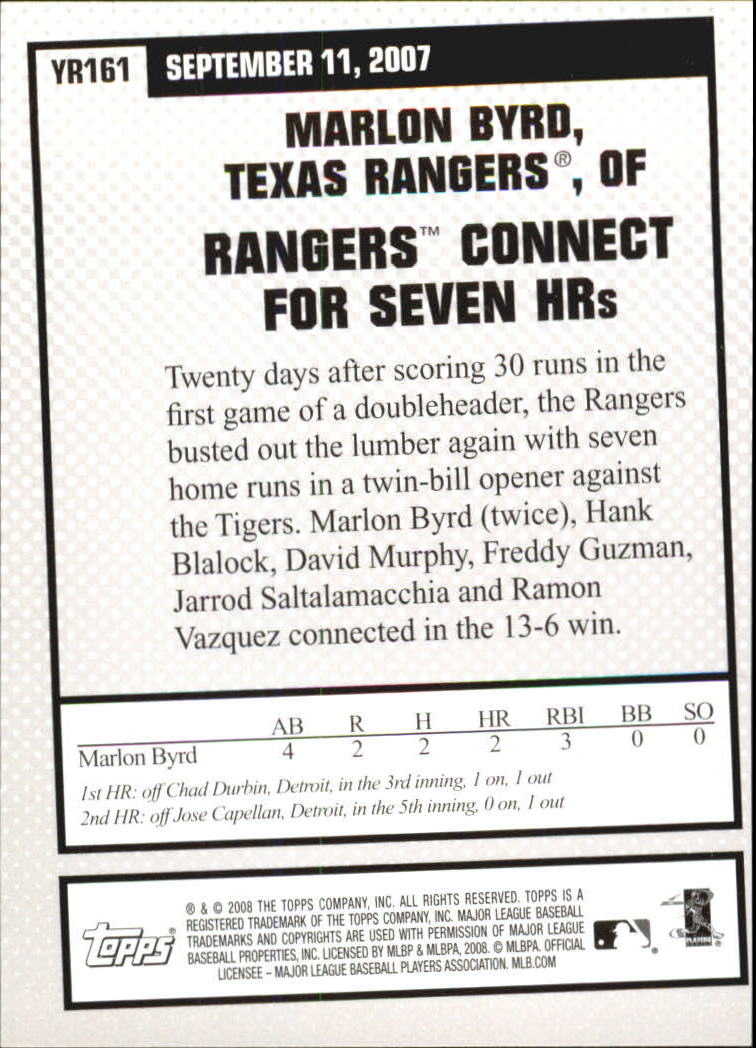 YR161 SEPTEMBER 11, 2007
MARLON BYRD,
TEXAS RANGERS®, OF
RANGERS™ CONNECT
FOR SEVEN HRs
Twenty days after scoring 30 runs in the
first game of a doubleheader, the Rangers
busted out the lumber again with seven
home runs in a twin-bill opener against
the Tigers. Marlon Byrd (twice), Hank
Blalock, David Murphy, Freddy Guzman,
Jarrod Saltalamacchia and Ramon
Vazquez connected in the 13-6 win.
AB R H HR RBI BB SO
Marlon Byrd 4 2 2 2 3 0 0
1st HR: off Chad Durbin, Detroit, in the 3rd inning, 1 on, 1 out
2nd HR: off Jose Capellan, Detroit, in the 5th inning, 0 on, 1 out
Topps®
® & © 2008 THE TOPPS COMPANY, INC. ALL RIGHTS RESERVED. TOPPS IS A
REGISTERED TRADEMARK OF THE TOPPS COMPANY, INC. MAJOR LEAGUE BASEBALL
TRADEMARKS AND COPYRIGHTS ARE USED WITH PERMISSION OF MAJOR LEAGUE
BASEBALL PROPERTIES, INC. LICENSED BY MLBP & MLBPA, 2008. © MLBPA. OFFICIAL
LICENSEE – MAJOR LEAGUE BASEBALL PLAYERS ASSOCIATION. MLB.COM
PLAYERS